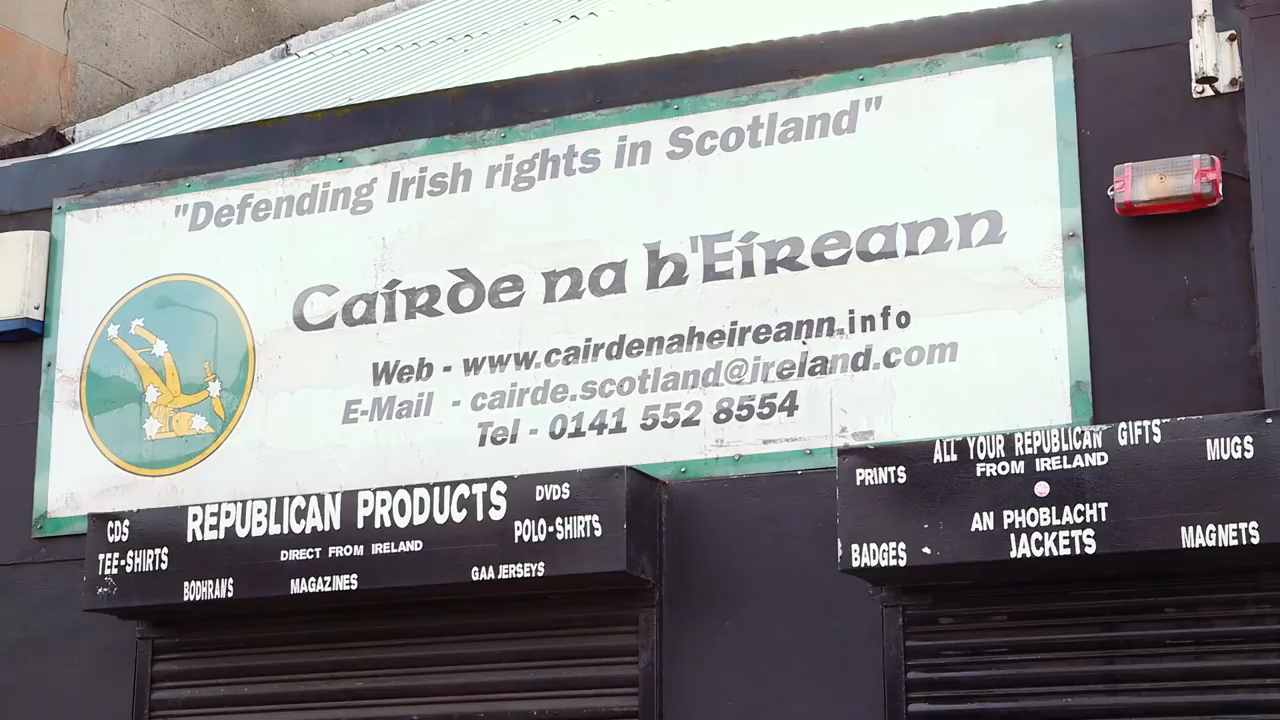 "Defending Irish rights in Scotland"
Cairde na h'Eíreann
Web - www.cairdenaheireann.info
E-Mail - cairde.scotland@ireland.com
Tel - 0141 552 8554
CDS
REPUBLICAN PRODUCTS
DVDS
TEE-SHIRTS
DIRECT FROM IRELAND
POLO-SHIRTS
BODHRANS
MAGAZINES
GAA JERSEYS
PRINTS
ALL YOUR REPUBLICAN GIFTS
FROM IRELAND
MUGS
AN PHOBLACHT
BADGES
JACKETS
MAGNETS